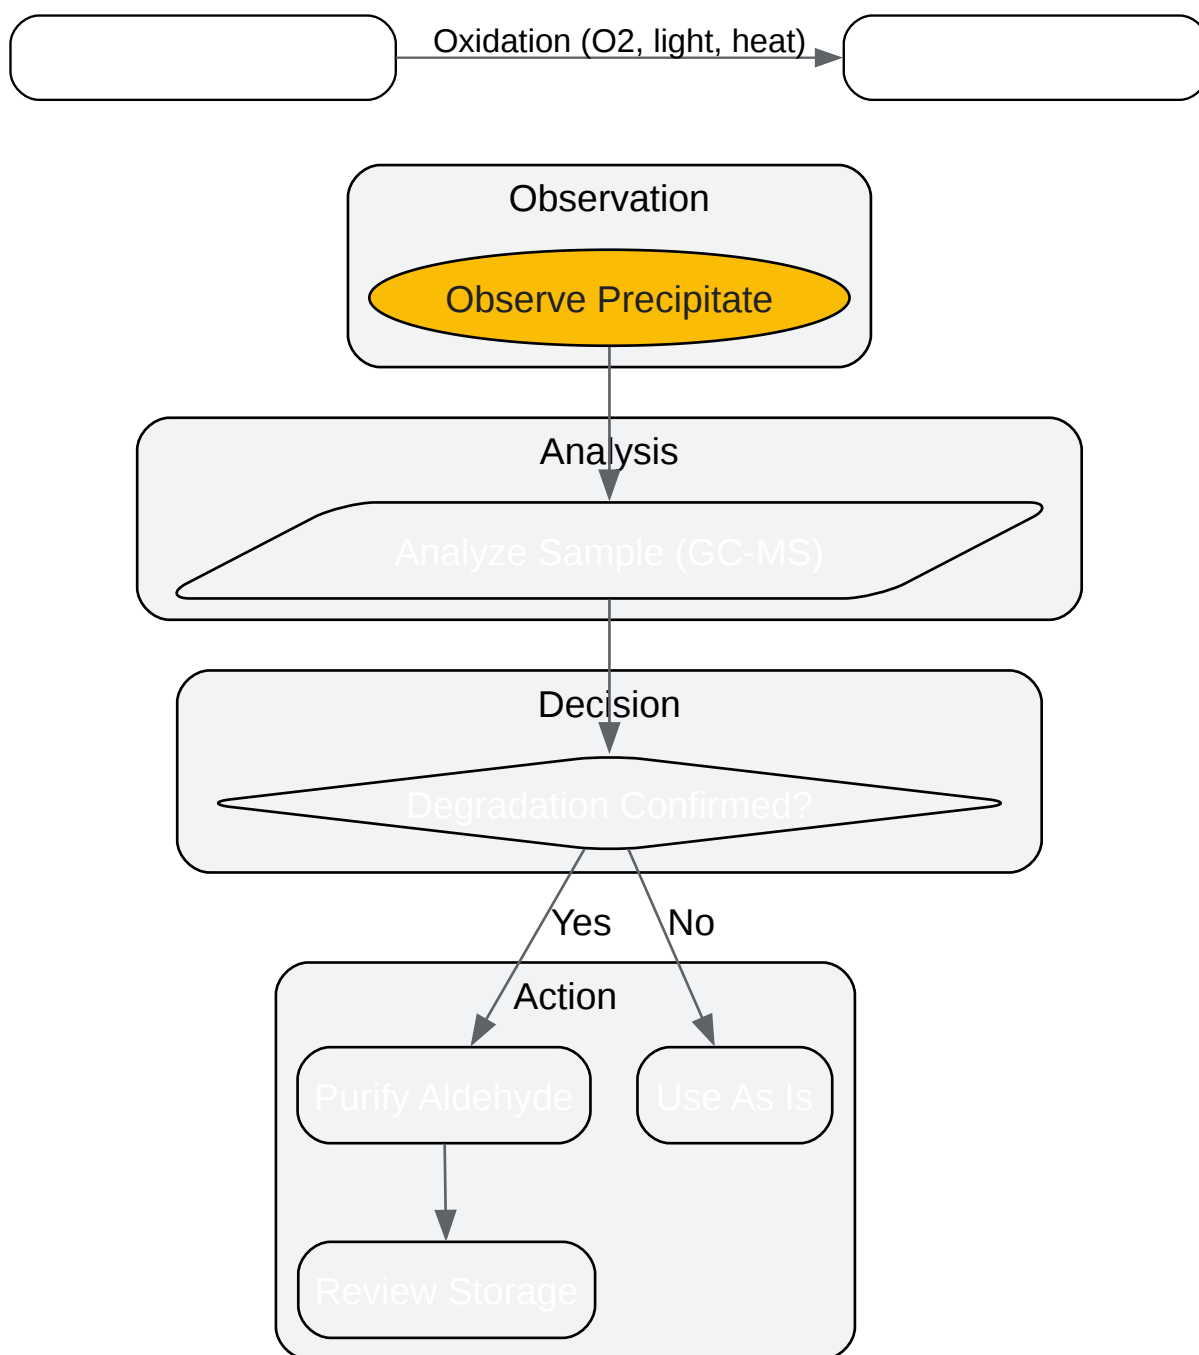 Oxidation (O2, light, heat)
Observation
Observe Precipitate
Analysis
Analyze Sample (GC-MS)
Decision
Degradation Confirmed?
Yes
No
Action
Purify Aldehyde
Use As Is
Review Storage